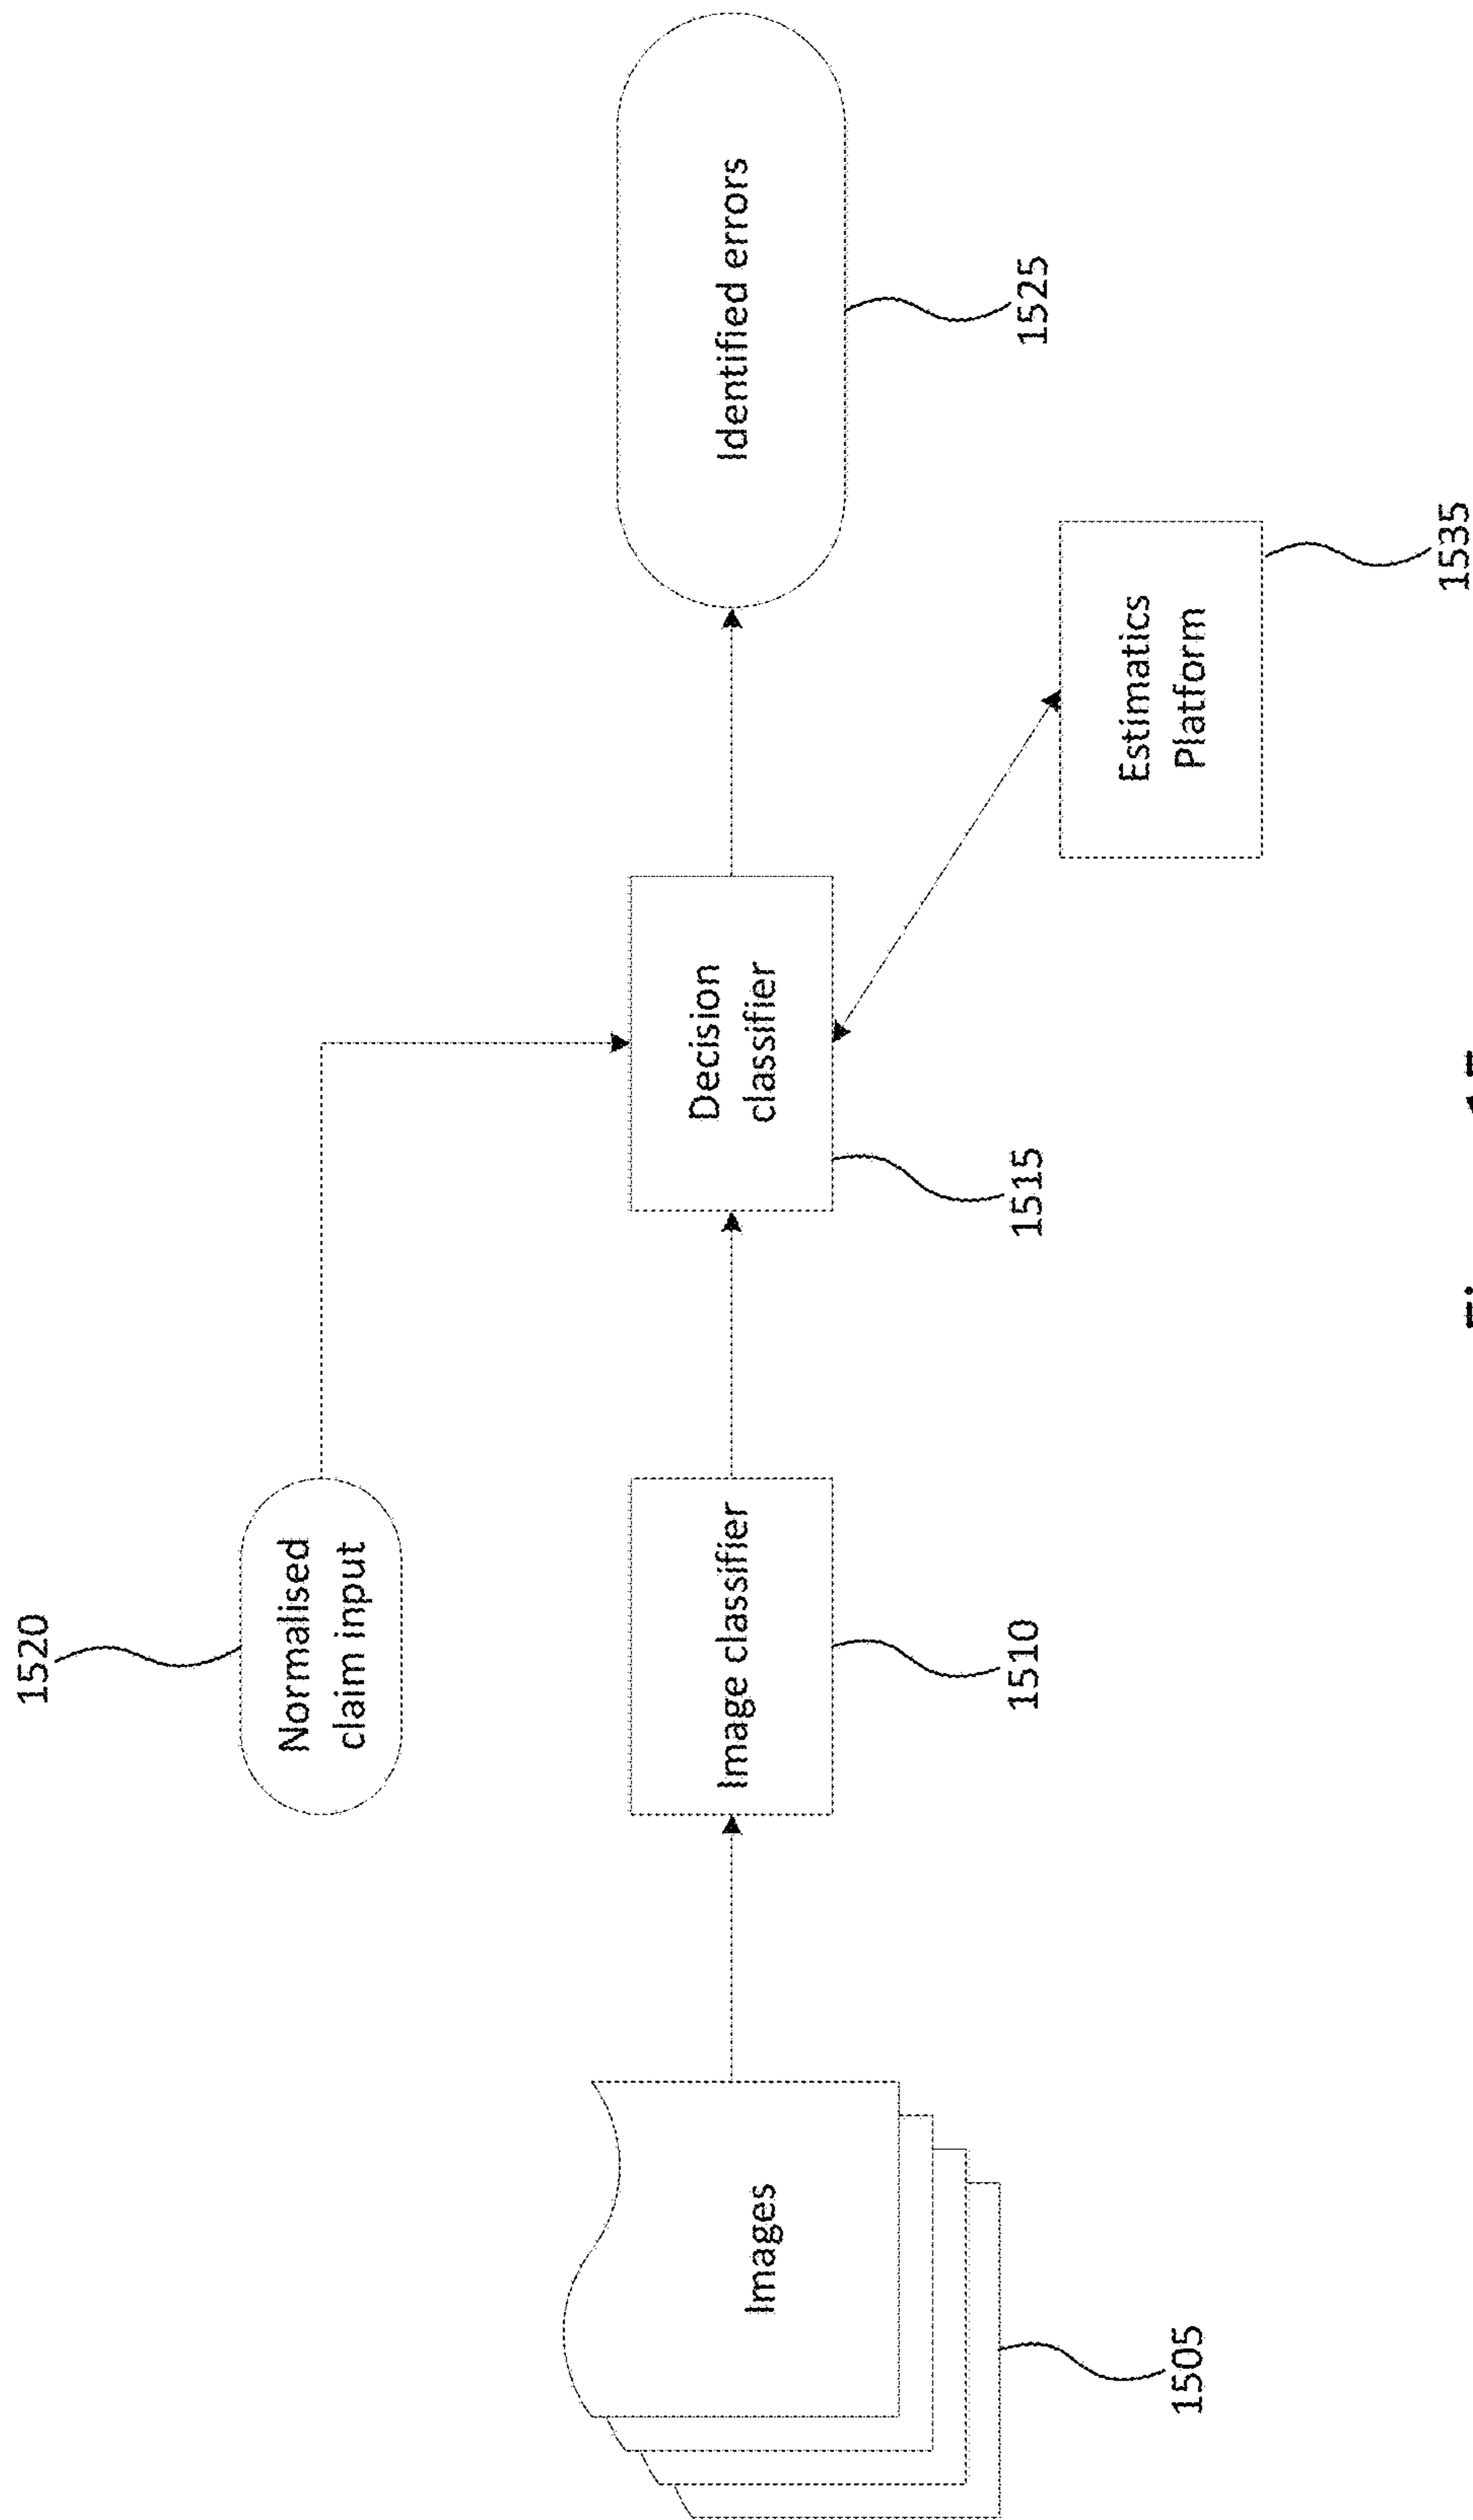 1520
Normalised
claim input
Images
Image classifier
Decision
classifier
Identified errors
1510
1515
1525
1505
Estimatics
Platform
1535